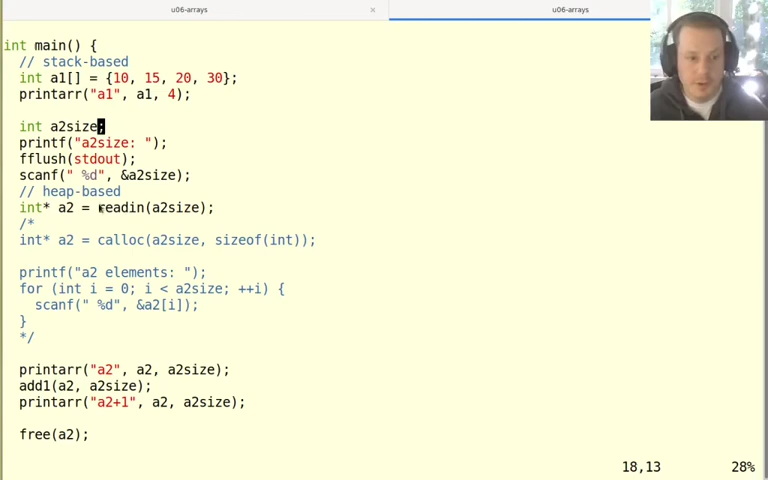 u06-arrays × u06-arrays
int main() {
// stack-based
int a1[] = {10, 15, 20, 30};
printarr("a1", a1, 4);
int a2size;
printf("a2size: ");
fflush(stdout);
scanf(" %d", &a2size);
// heap-based
int* a2 = readin(a2size);
/*
int* a2 = calloc(a2size, sizeof(int));
printf("a2 elements: ");
for (int i = 0; i < a2size; ++i) {
scanf(" %d", &a2[i]);
}
*/
printarr("a2", a2, a2size);
add1(a2, a2size);
printarr("a2+1", a2, a2size);
free(a2);
18,13 28%